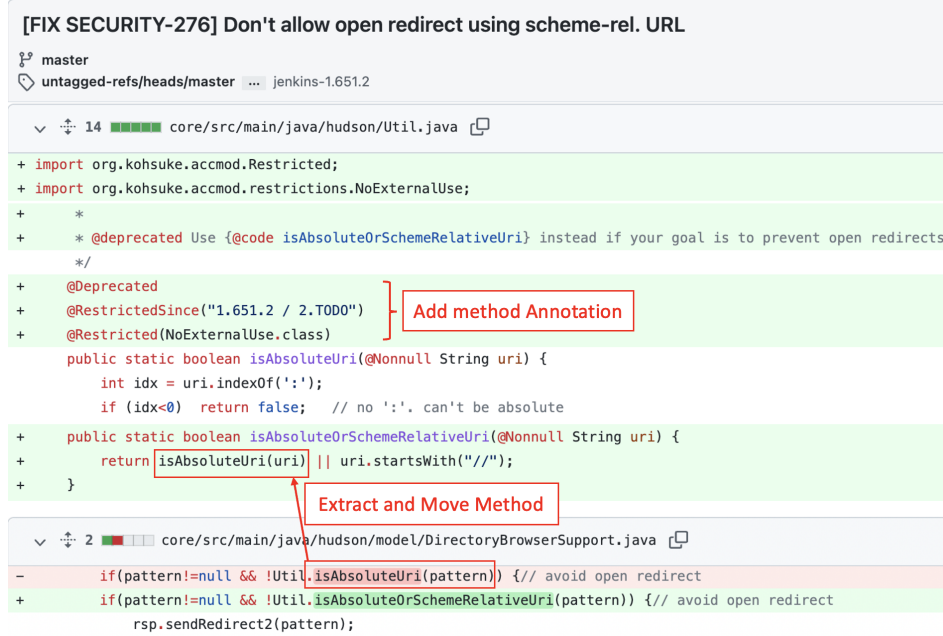 [FIX SECURITY-276] Don't allow open redirect using scheme-rel. URL
master
untagged-refs/heads/master ... jenkins-1.651.2
14 core/src/main/java/hudson/Util.java
+ import org.kohsuke.accmod.Restricted;
+ import org.kohsuke.accmod.restrictions.NoExternalUse;
+ *
+ * @deprecated Use {@code isAbsoluteOrSchemeRelativeUri} instead if your goal is to prevent open redirects
*/
+ @Deprecated
+ @RestrictedSince("1.651.2 / 2.TODO")
Add method Annotation
+ @Restricted(NoExternalUse.class)
public static boolean isAbsoluteUri(@Nonnull String uri) {
int idx = uri.indexOf(':');
if (idx<0) return false; // no ':'. can't be absolute
+ public static boolean isAbsoluteOrSchemeRelativeUri(@Nonnull String uri) {
+ return isAbsoluteUri(uri) || uri.startsWith("//");
+ }
Extract and Move Method
2 core/src/main/java/hudson/model/DirectoryBrowserSupport.java
- if(pattern!=null && !Util.isAbsoluteUri(pattern)) {// avoid open redirect
+ if(pattern!=null && !Util.isAbsoluteOrSchemeRelativeUri(pattern)) {// avoid open redirect
rsp.sendRedirect2(pattern);